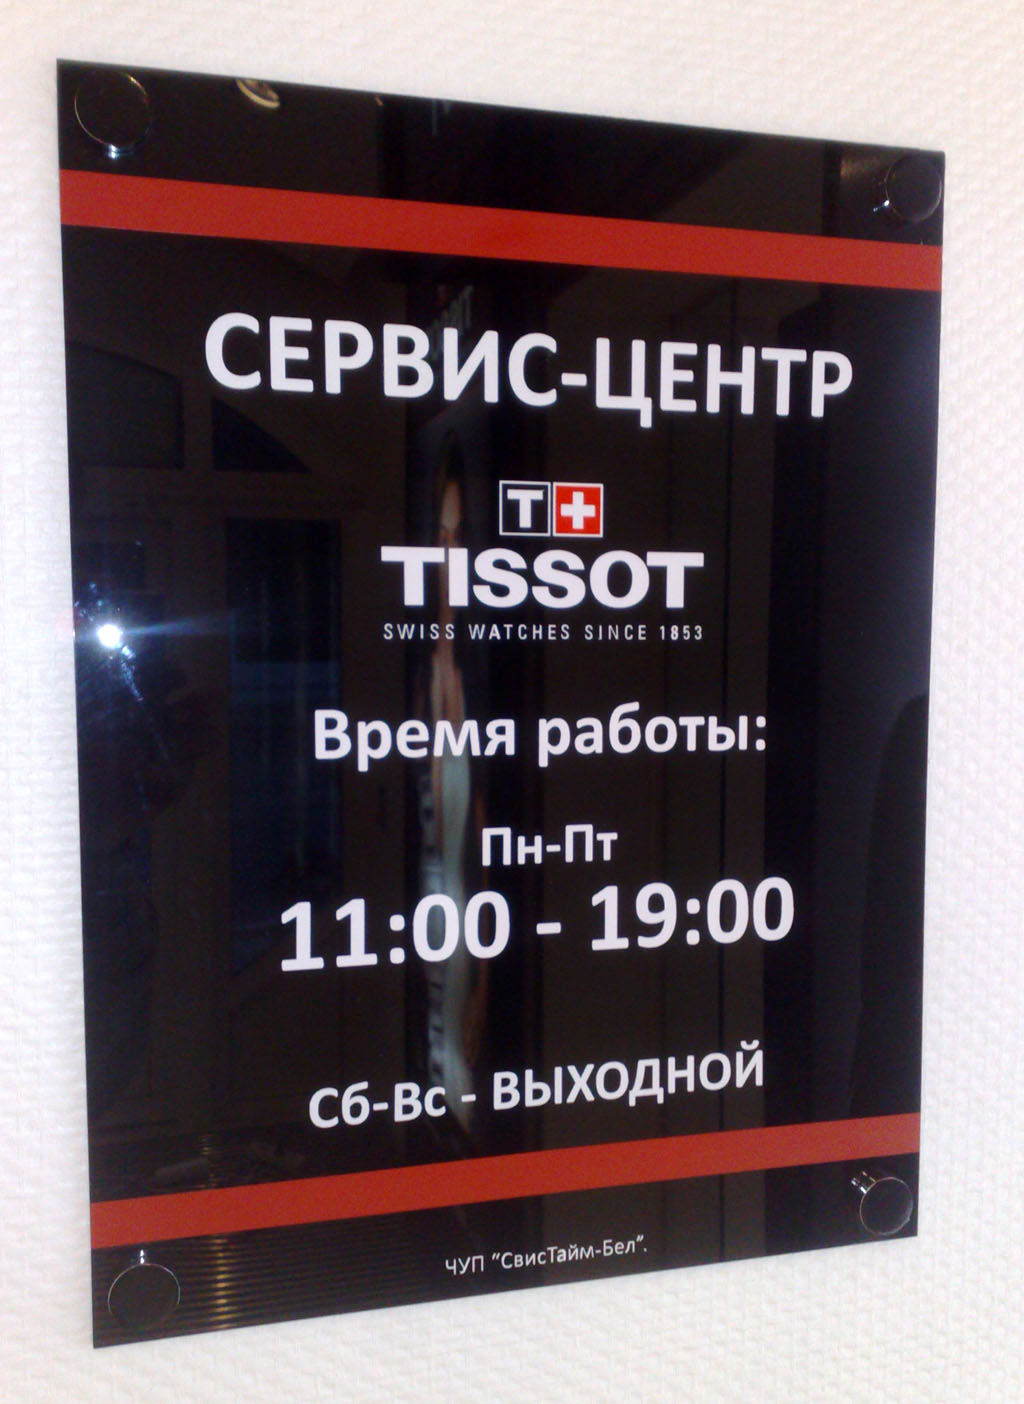 СЕРВИС-ЦЕНТР
T
TISSOT
SWISS WATCHES SINCE 1853
Время работы:
Пн-Пт
11:00 - 19:00
Сб-Вс - ВЫХОДНОЙ
ЧУП "СвисТайм-Бел".